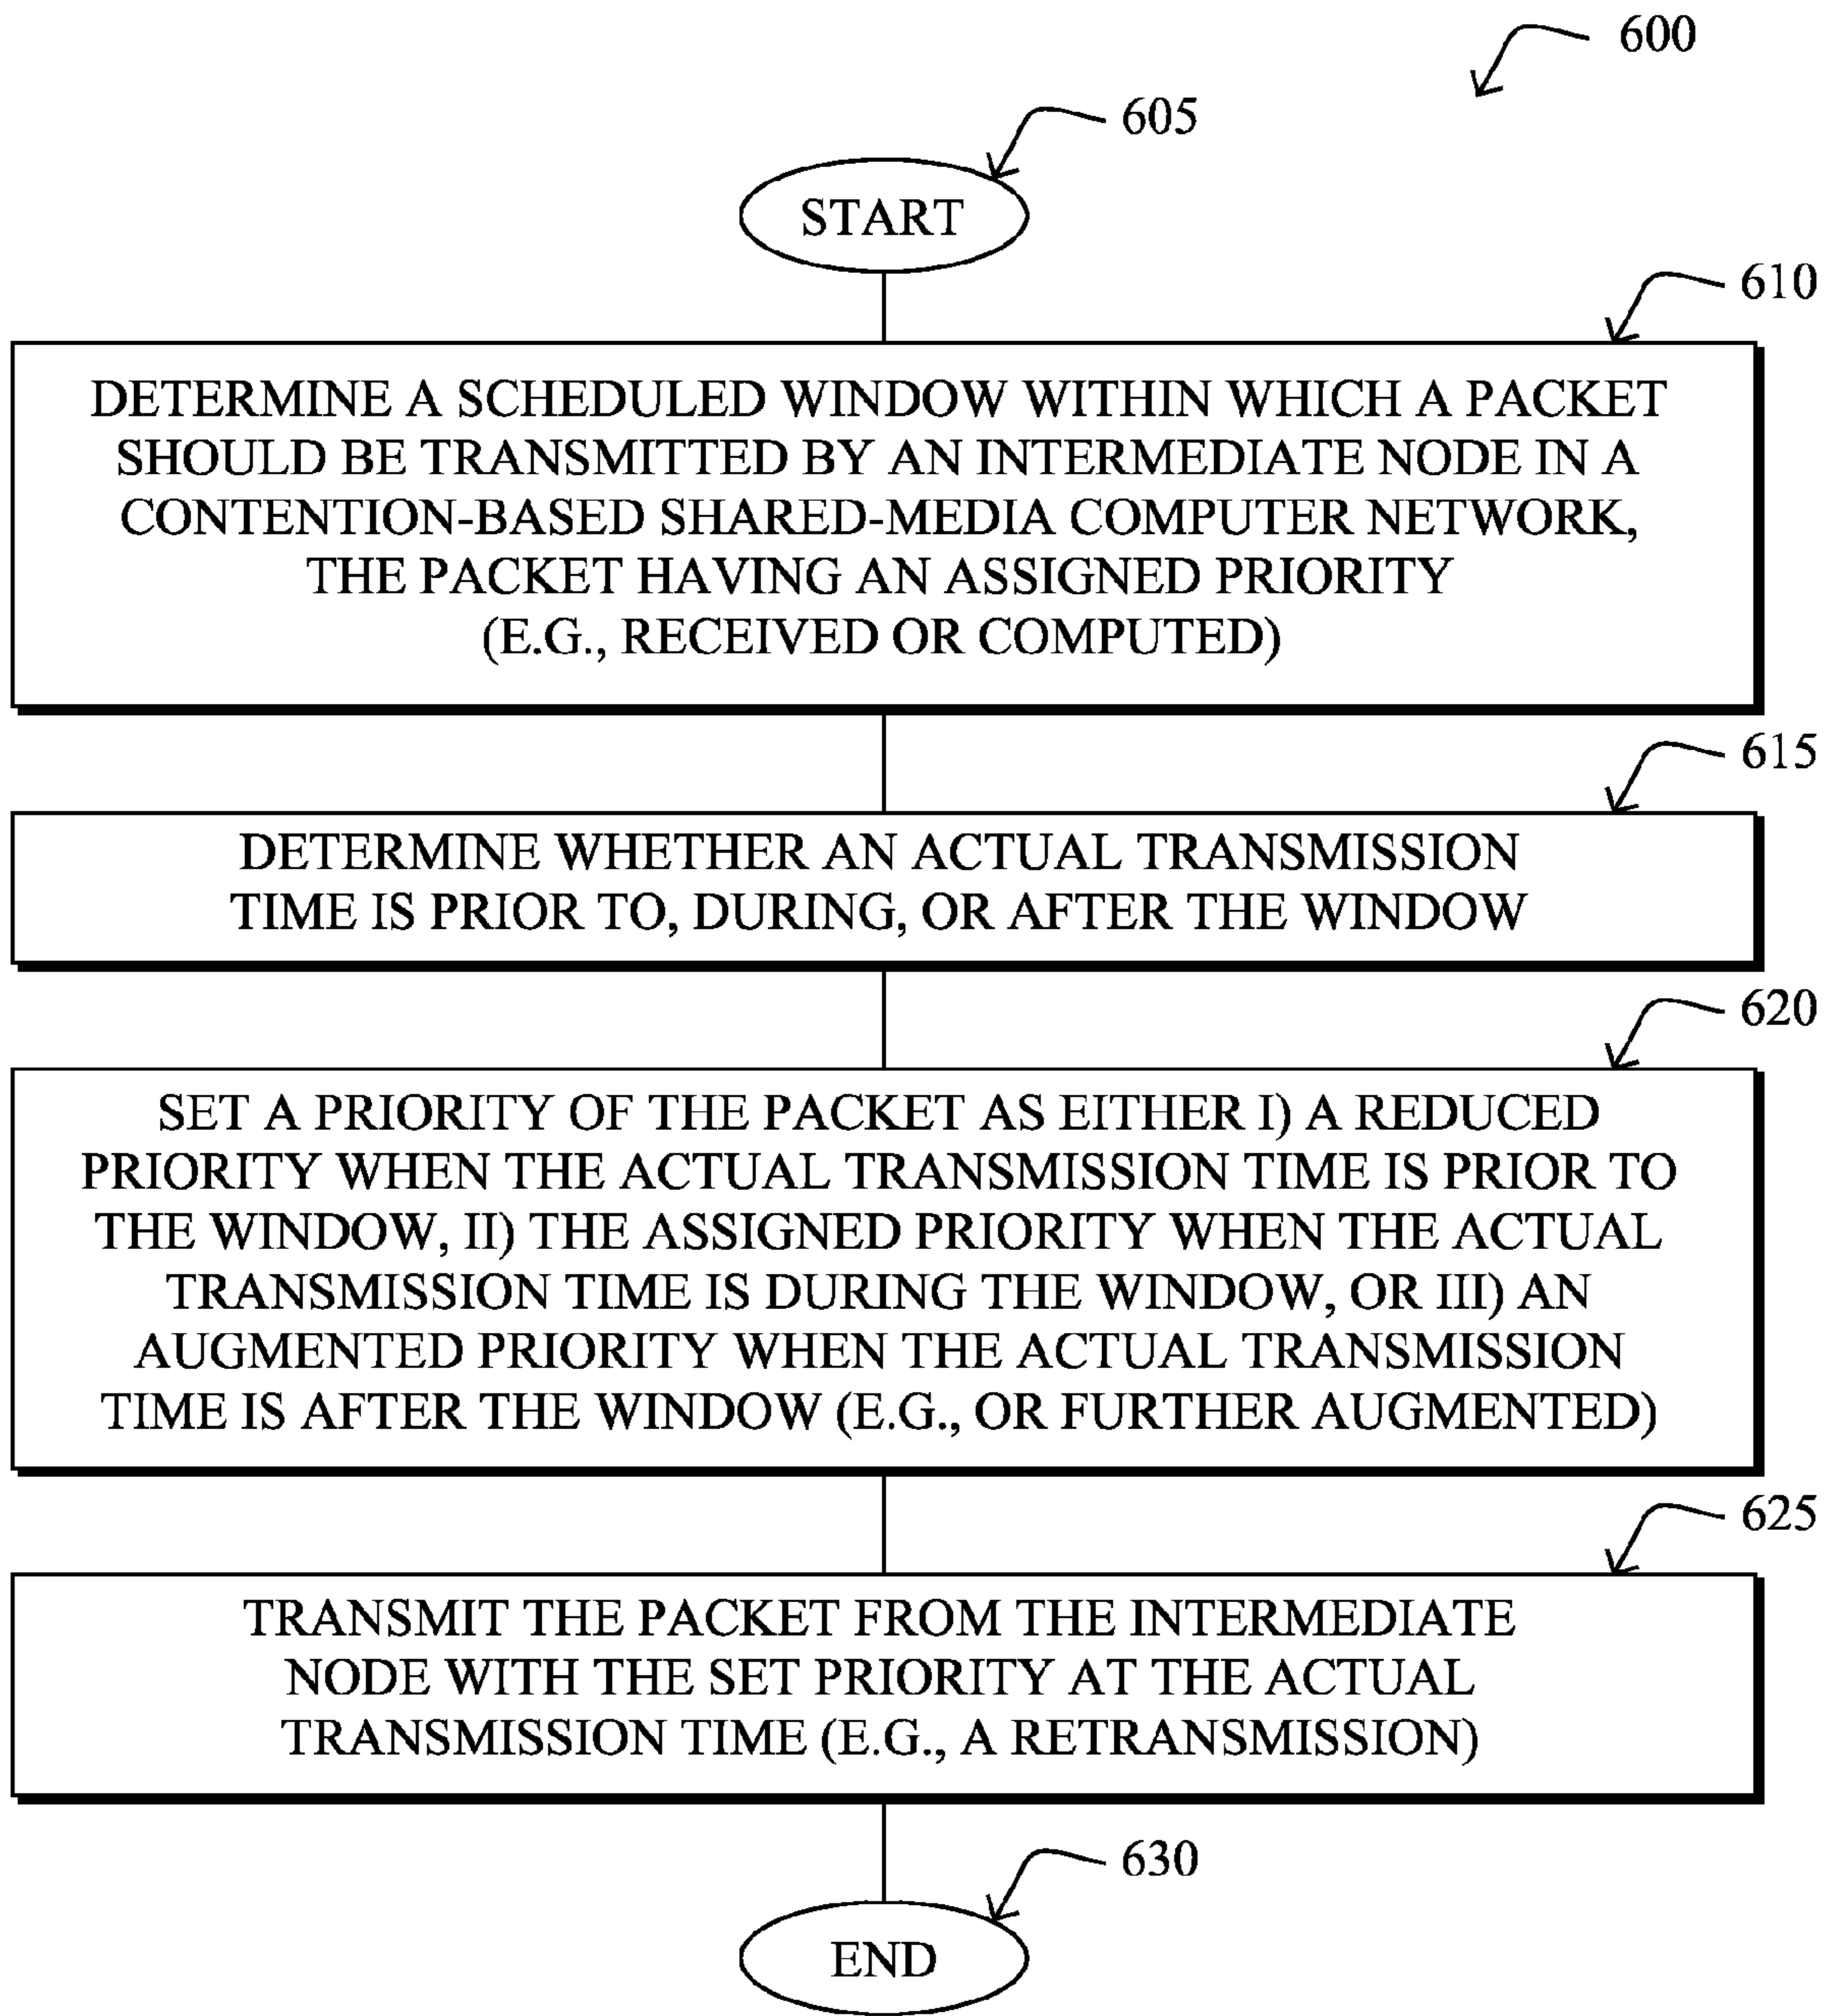 600
605
START
610
DETERMINE A SCHEDULED WINDOW WITHIN WHICH A PACKET
SHOULD BE TRANSMITTED BY AN INTERMEDIATE NODE IN A
CONTENTION-BASED SHARED-MEDIA COMPUTER NETWORK,
THE PACKET HAVING AN ASSIGNED PRIORITY
(E.G., RECEIVED OR COMPUTED)
615
DETERMINE WHETHER AN ACTUAL TRANSMISSION
TIME IS PRIOR TO, DURING, OR AFTER THE WINDOW
620
SET A PRIORITY OF THE PACKET AS EITHER I) A REDUCED
PRIORITY WHEN THE ACTUAL TRANSMISSION TIME IS PRIOR TO
THE WINDOW, II) THE ASSIGNED PRIORITY WHEN THE ACTUAL
TRANSMISSION TIME IS DURING THE WINDOW, OR III) AN
AUGMENTED PRIORITY WHEN THE ACTUAL TRANSMISSION
TIME IS AFTER THE WINDOW (E.G., OR FURTHER AUGMENTED)
625
TRANSMIT THE PACKET FROM THE INTERMEDIATE
NODE WITH THE SET PRIORITY AT THE ACTUAL
TRANSMISSION TIME (E.G., A RETRANSMISSION)
630
END